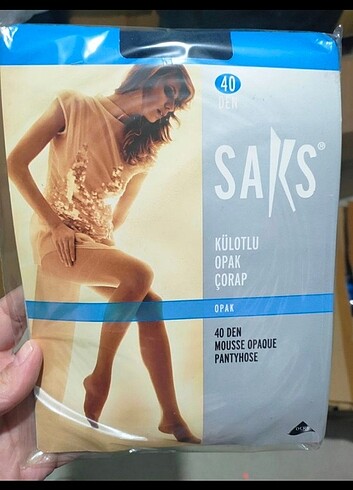 40
DEN
SAKS®
KÜLOTLU
OPAK
ÇORAP
OPAK
40 DEN
MOUSSE OPAQUE
PANTYHOSE